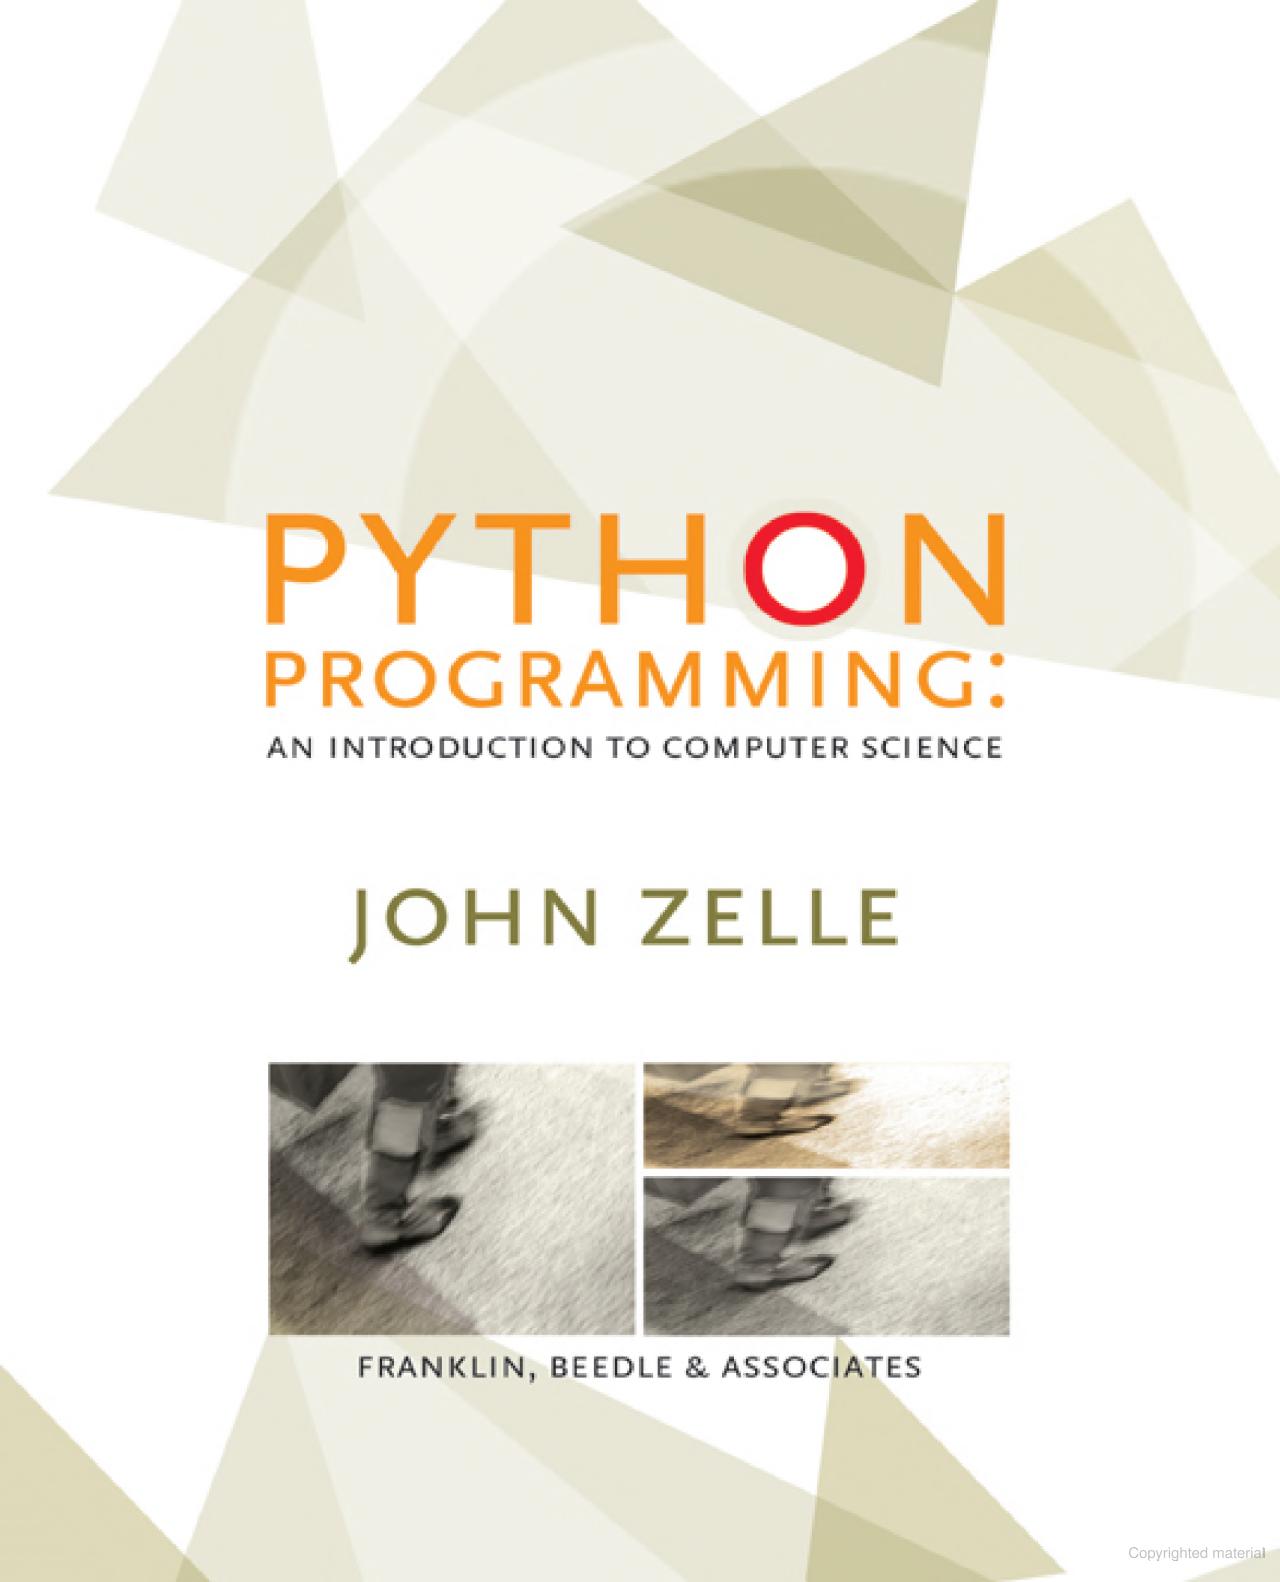 PYTHON
PROGRAMMING:
AN INTRODUCTION TO COMPUTER SCIENCE
JOHN ZELLE
FRANKLIN, BEEDLE & ASSOCIATES
Copyrighted material